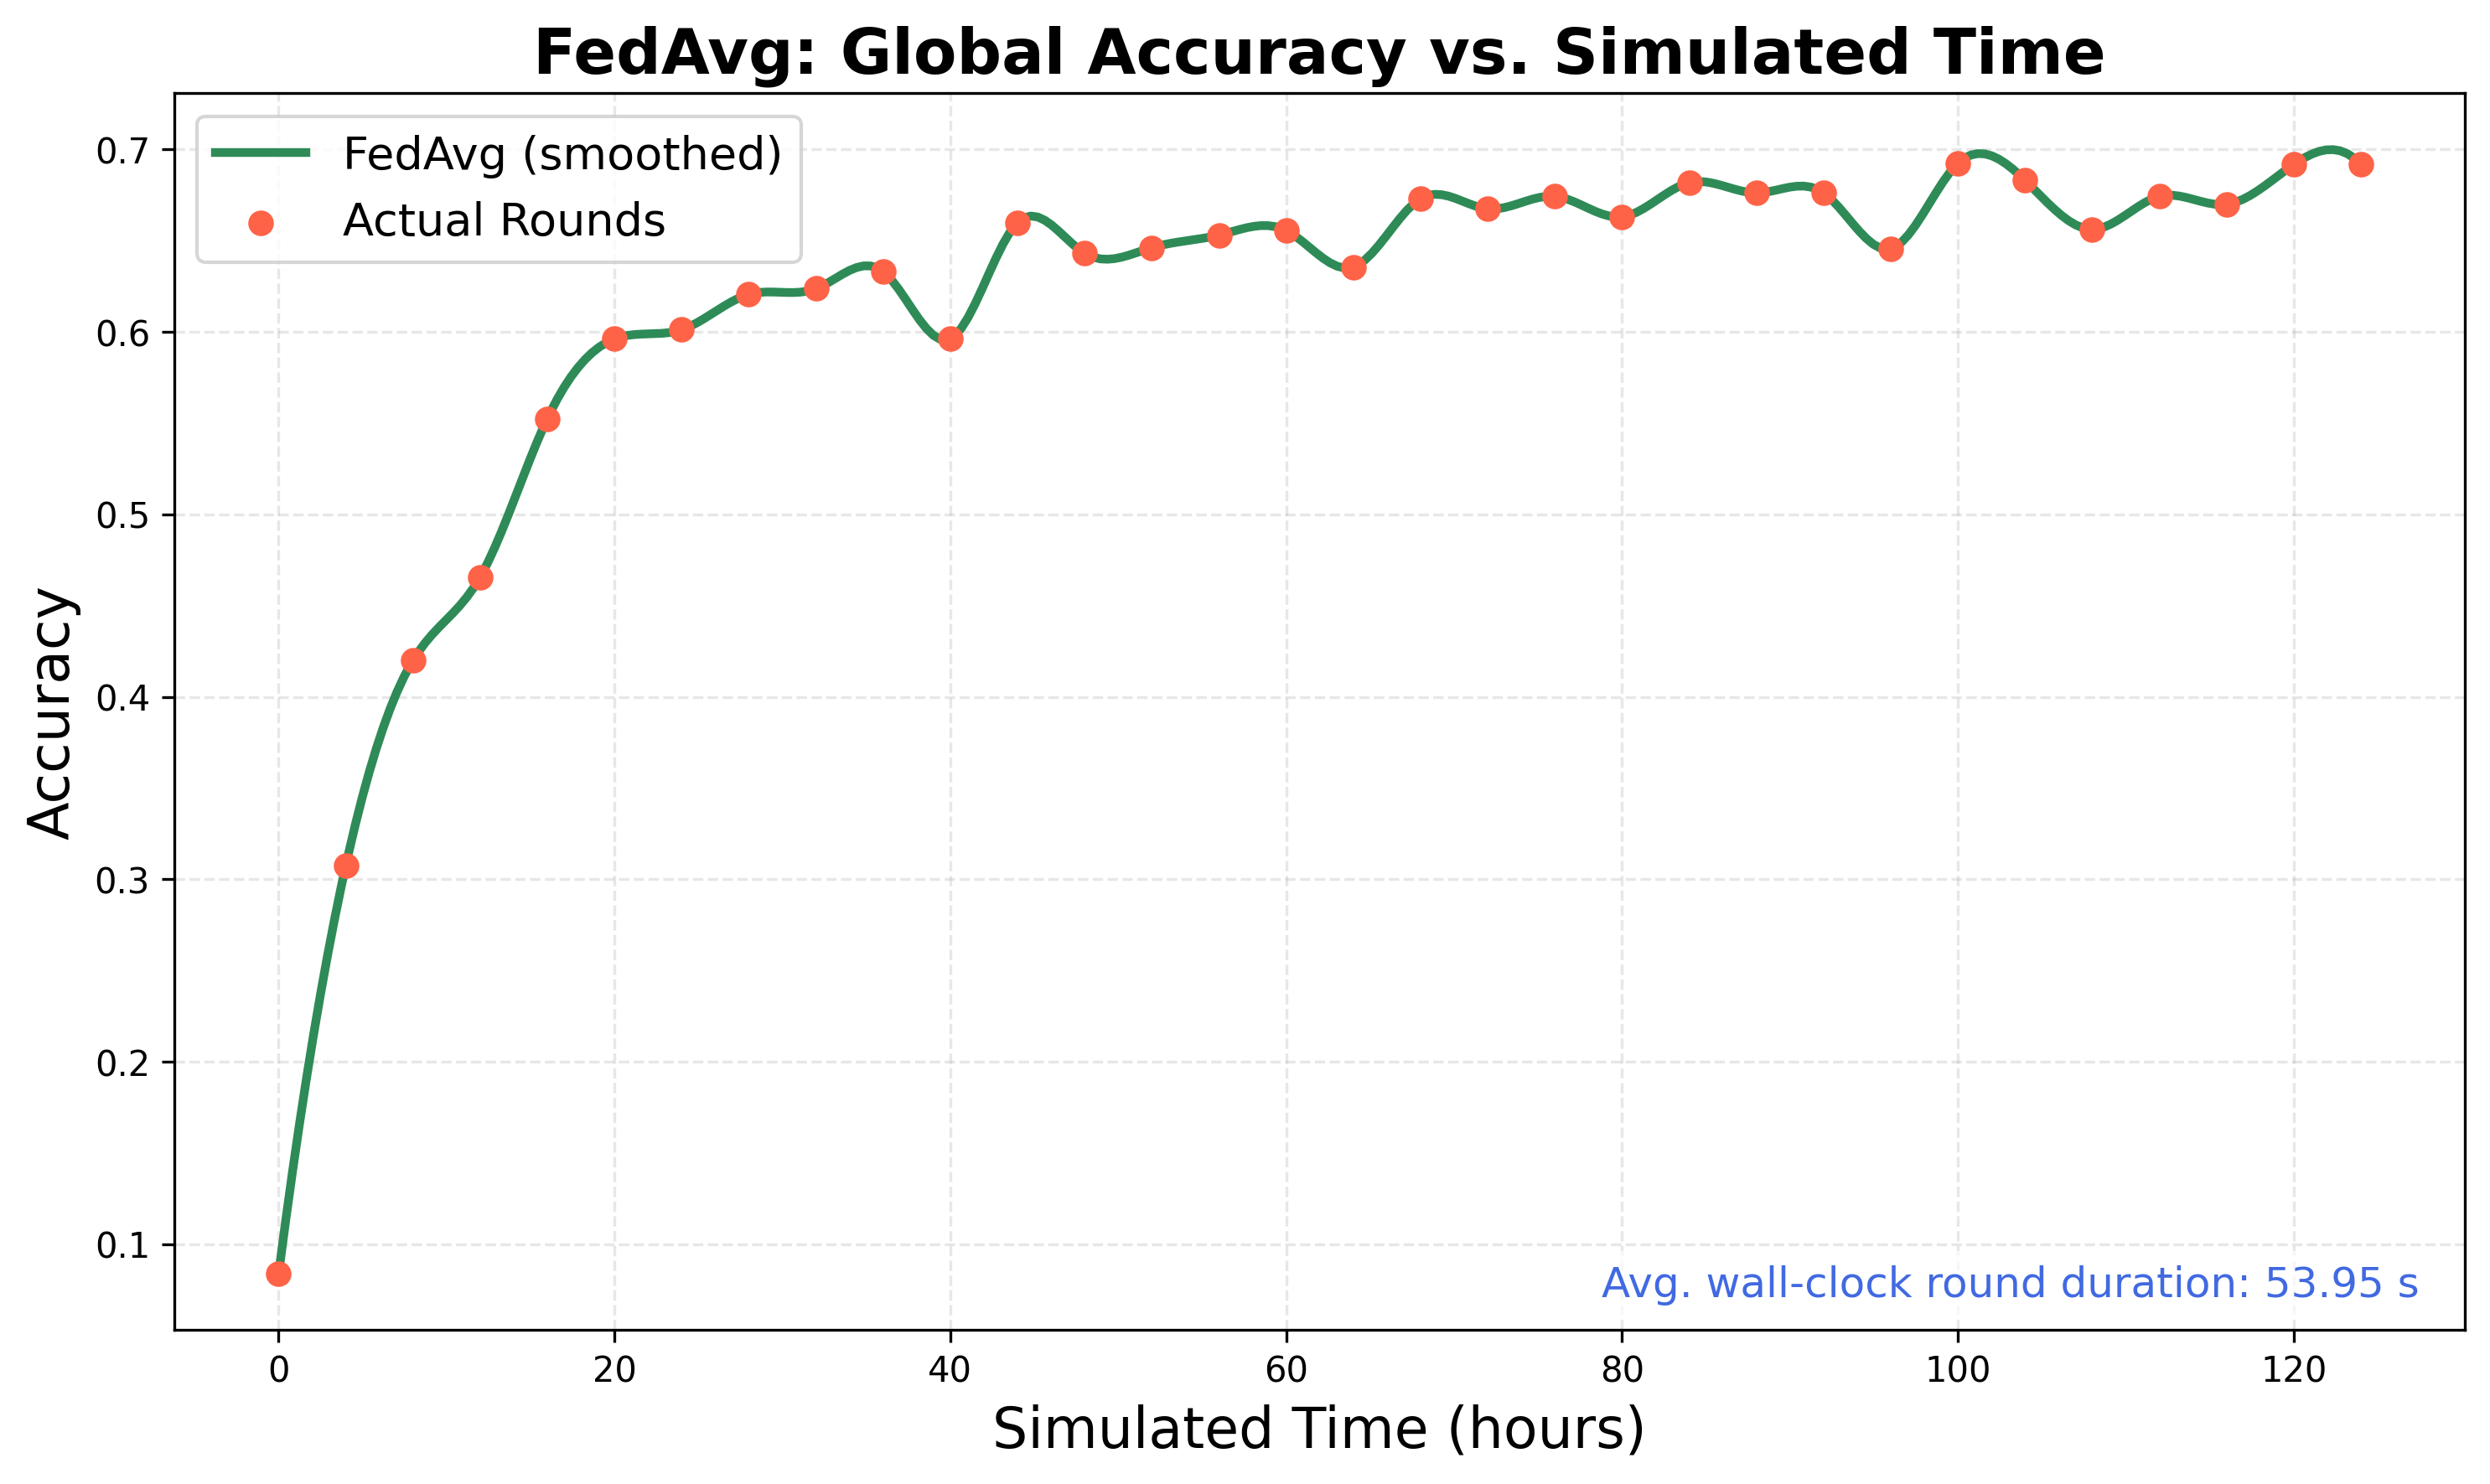 FedAvg: Global Accuracy vs. Simulated Time
FedAvg (smoothed)
Actual Rounds
Accuracy
0.7
0.6
0.5
0.4
0.3
0.2
0.1
Avg. wall-clock round duration: 53.95 s
0 20 40 60 80 100 120
Simulated Time (hours)